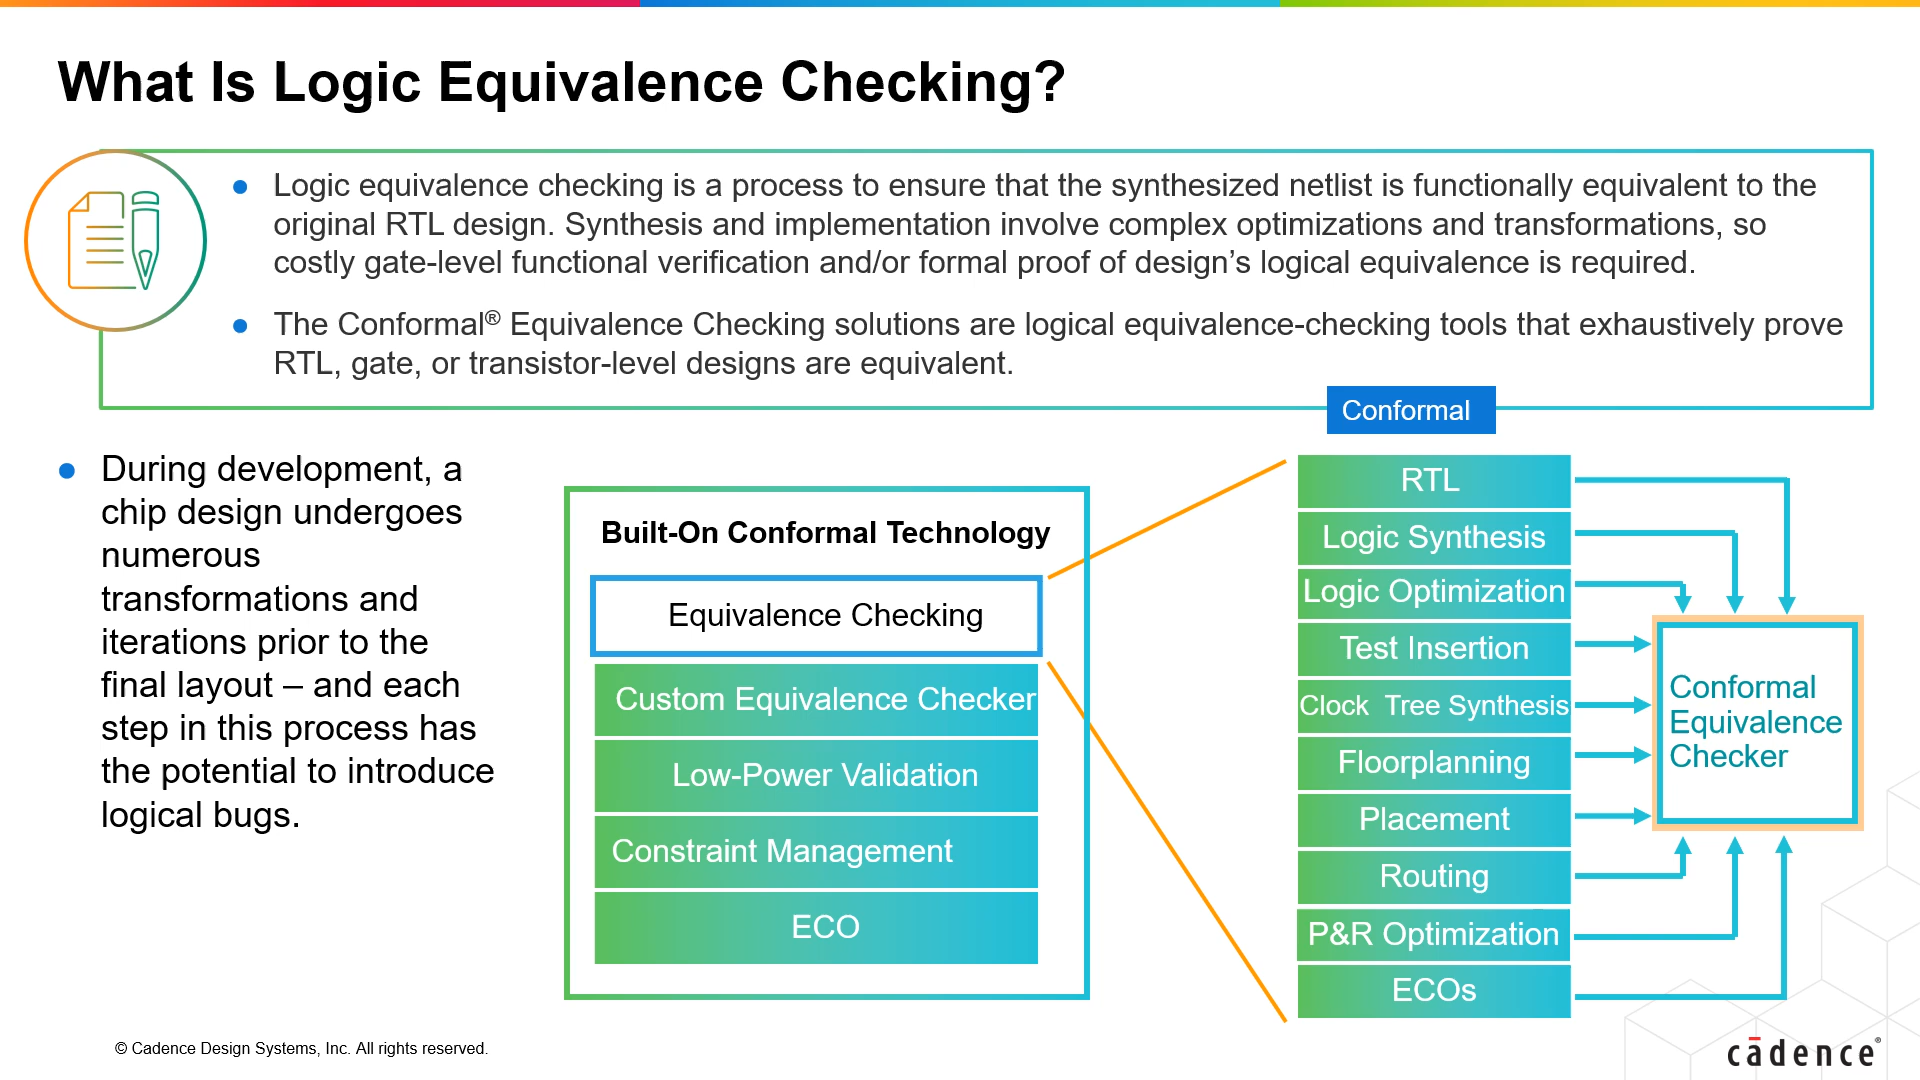 What Is Logic Equivalence Checking?
● Logic equivalence checking is a process to ensure that the synthesized netlist is functionally equivalent to the
original RTL design. Synthesis and implementation involve complex optimizations and transformations, so
costly gate-level functional verification and/or formal proof of design’s logical equivalence is required.
● The Conformal® Equivalence Checking solutions are logical equivalence-checking tools that exhaustively prove
RTL, gate, or transistor-level designs are equivalent.
● During development, a
chip design undergoes
numerous
transformations and
iterations prior to the
final layout – and each
step in this process has
the potential to introduce
logical bugs.
Built-On Conformal Technology
Equivalence Checking
Custom Equivalence Checker
Low-Power Validation
Constraint Management
ECO
Conformal
RTL
Logic Synthesis
Logic Optimization
Test Insertion
Clock Tree Synthesis
Floorplanning
Placement
Routing
P&R Optimization
ECOs
Conformal
Equivalence
Checker
© Cadence Design Systems, Inc. All rights reserved.
cādence®